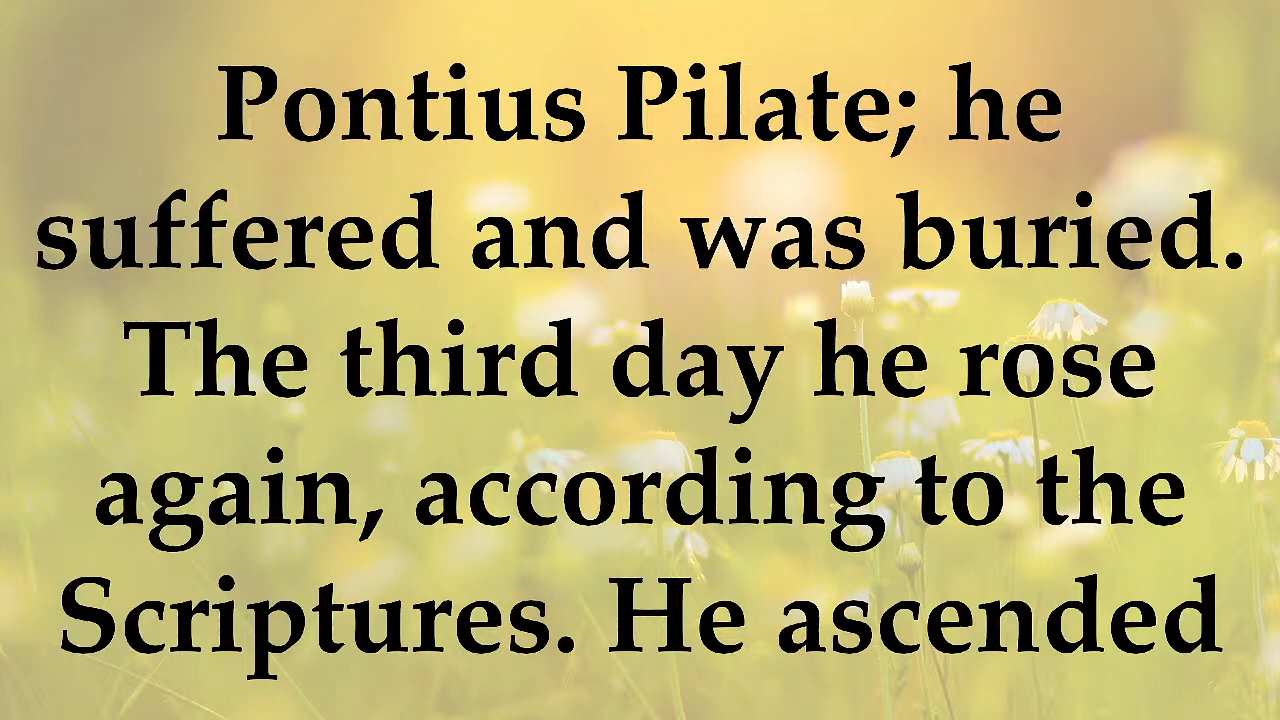 Pontius Pilate; he
suffered and was buried.
The third day he rose
again, according to the
Scriptures. He ascended